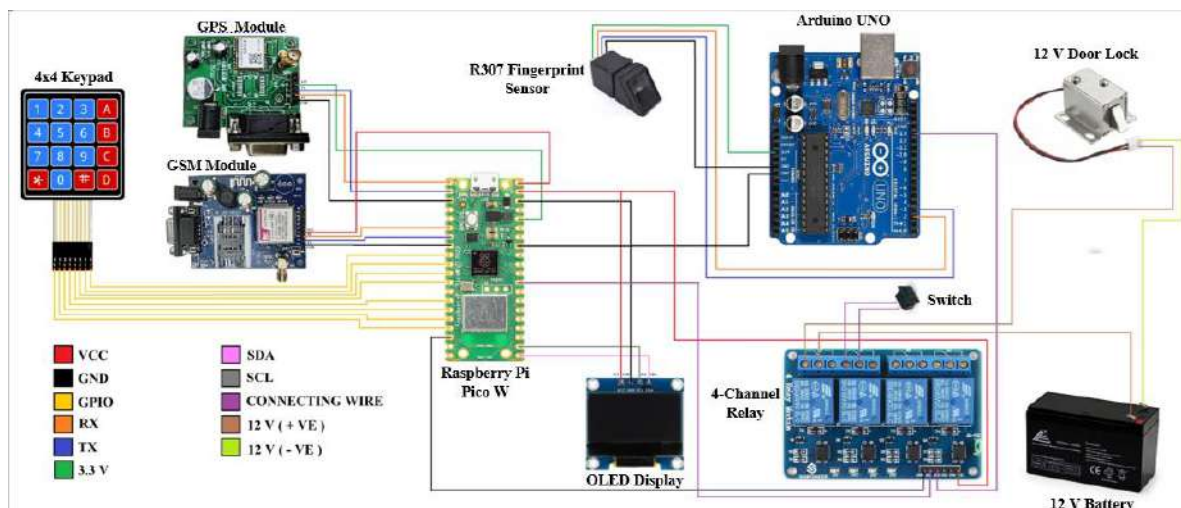 GPS Module
4x4 Keypad
1 2 3 A
4 5 6 B
7 8 9 C
* 0 # D
GSM Module
R307 Fingerprint
Sensor
Arduino UNO
ARDUINO
UNO
12 V Door Lock
Switch
Raspberry Pi
Pico W
OLED Display
4-Channel
Relay
12 V Battery
VCC
GND
GPIO
RX
TX
3.3 V
SDA
SCL
CONNECTING WIRE
12 V ( + VE )
12 V ( - VE )